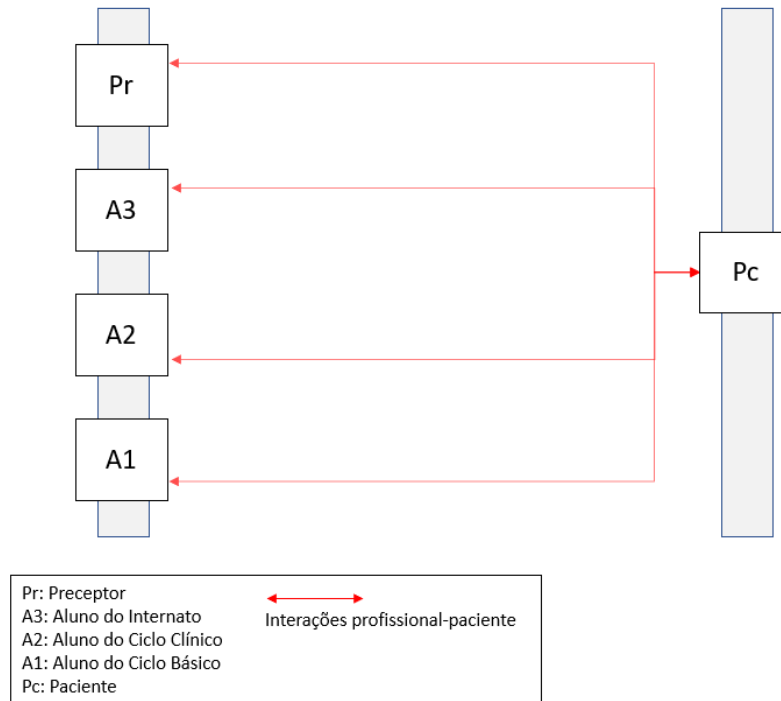 Pr
A3
Pc
A2
A1
Pr: Preceptor
A3: Aluno do Internato
A2: Aluno do Ciclo Clínico
A1: Aluno do Ciclo Básico
Pc: Paciente
Interações profissional-paciente